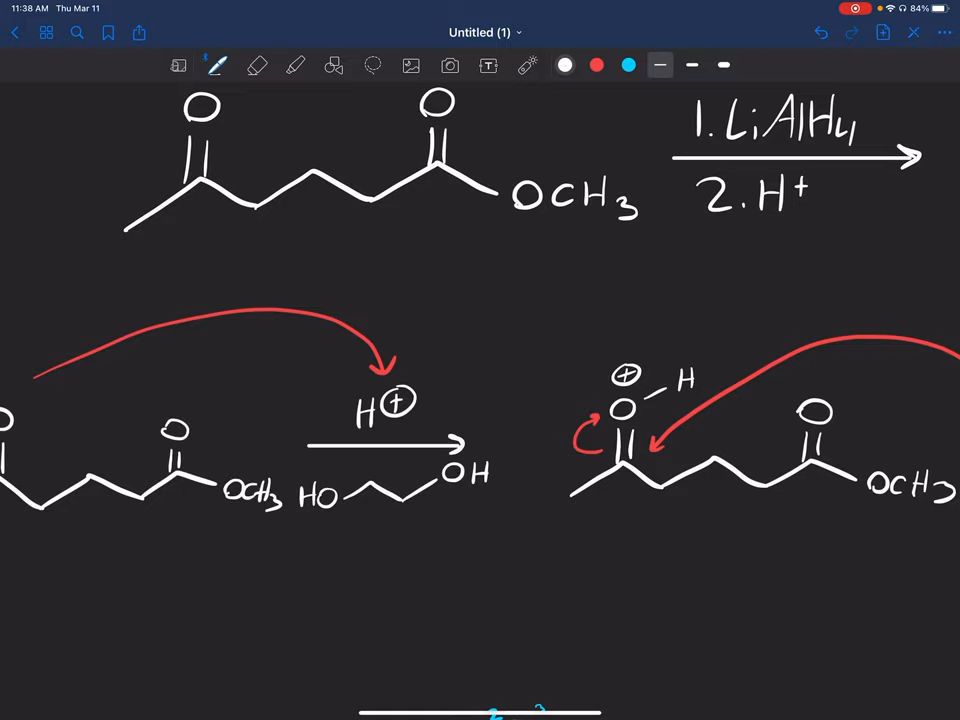 11:38 AM Thu Mar 11
84%
Untitled (1)
T
O
O
OCH3
1. LiAlH4
2. H+
O
O
OCH3
H+
HO
OH
+
O
H
O
OCH3